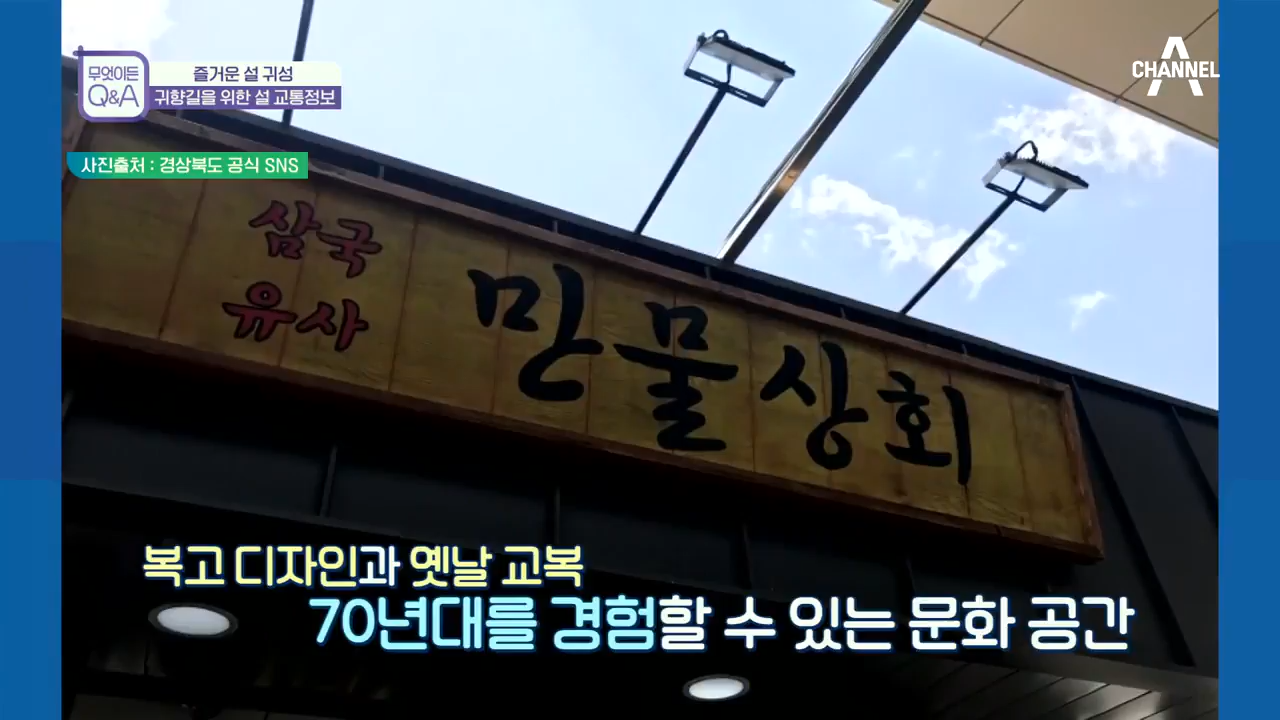 무엇이든
Q&A
즐거운 설 귀성
귀향길을 위한 설 교통정보
CHANNEL A
사진출처 : 경상북도 공식 SNS
삼국
유사
만물상회
복고 디자인과 옛날 교복
70년대를 경험할 수 있는 문화 공간